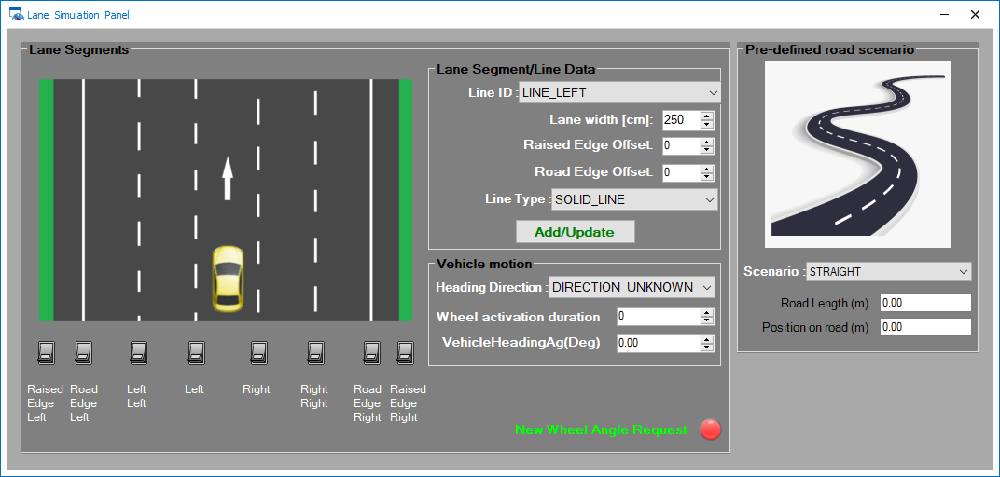 Lane_Simulation_Panel
Lane Segments
Lane Segment/Line Data
Line ID : LINE_LEFT
Lane width [cm]: 250
Raised Edge Offset: 0
Road Edge Offset: 0
Line Type : SOLID_LINE
Add/Update
Vehicle motion
Heading Direction : DIRECTION_UNKNOWN
Wheel activation duration 0
VehicleHeadingAg(Deg) 0.00
Raised
Edge
Left
Road
Edge
Left
Left
Left
Left
Right
Right
Right
Road
Edge
Right
Raised
Edge
Right
New Wheel Angle Request
Pre-defined road scenario
Scenario : STRAIGHT
Road Length (m) 0.00
Position on road (m) 0.00